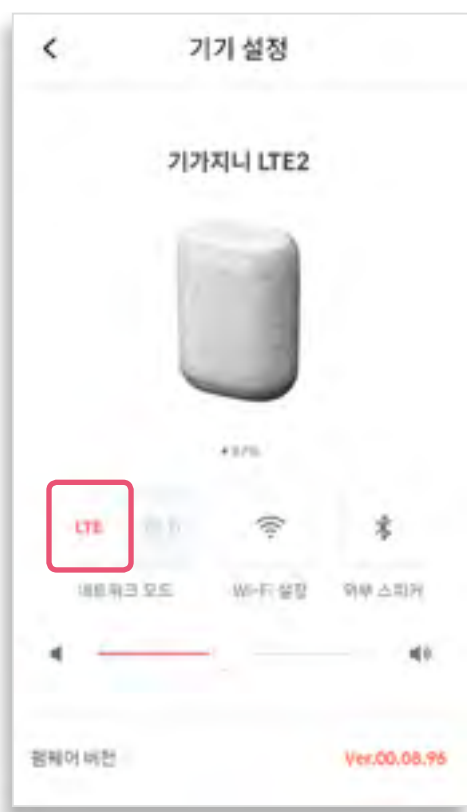 기기 설정
기가지니 LTE2
LTE
네트워크 모드 Wi-Fi 설정 외부 스피커
펌웨어 버전 Ver.00.08.96